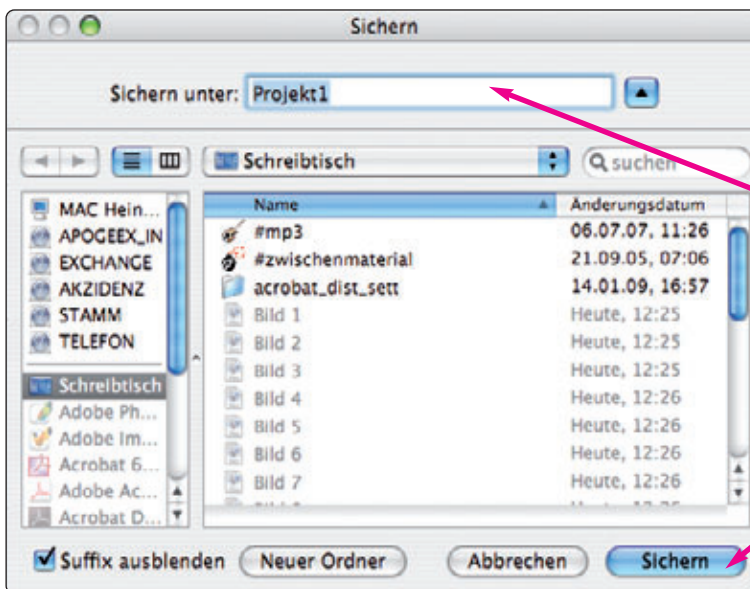 Sichern
Sichern unter: Projekt1
Schreibtisch
suchen
MAC Hein...
APOGEEX_IN
EXCHANGE
AKZIDENZ
STAMM
TELEFON
Schreibtisch
Adobe Ph...
Adobe Im...
Acrobat 6...
Adobe Ac...
Acrobat D...
Name Änderungsdatum
#mp3 06.07.07, 11:26
#zwischenmaterial 21.09.05, 07:06
acrobat_dist_sett 14.01.09, 16:57
Bild 1 Heute, 12:25
Bild 2 Heute, 12:25
Bild 3 Heute, 12:25
Bild 4 Heute, 12:26
Bild 5 Heute, 12:26
Bild 6 Heute, 12:26
Bild 7 Heute, 12:26
Suffix ausblenden Neuer Ordner Abbrechen Sichern